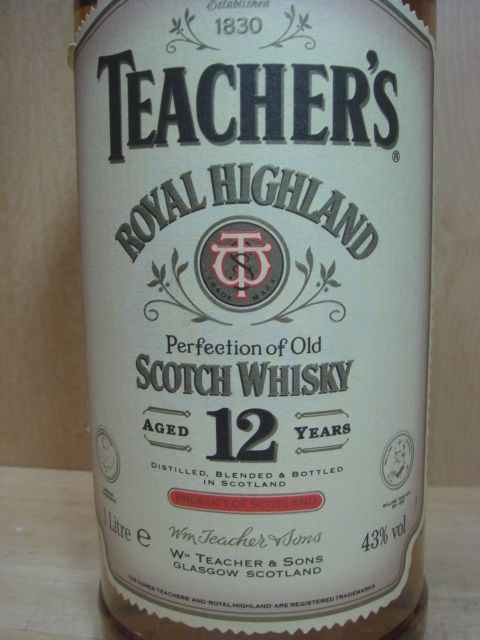 Established
1830
TEACHER'S®
ROYAL HIGHLAND
TRADE MARK
Perfection of Old
SCOTCH WHISKY
AGED 12 YEARS
DISTILLED, BLENDED & BOTTLED
IN SCOTLAND
PRODUCT OF SCOTLAND
1 Litre e
Wm Teacher & Sons
43% vol
WM TEACHER & SONS
GLASGOW SCOTLAND
THE NAMES 'TEACHERS' AND 'ROYAL HIGHLAND' ARE REGISTERED TRADEMARKS